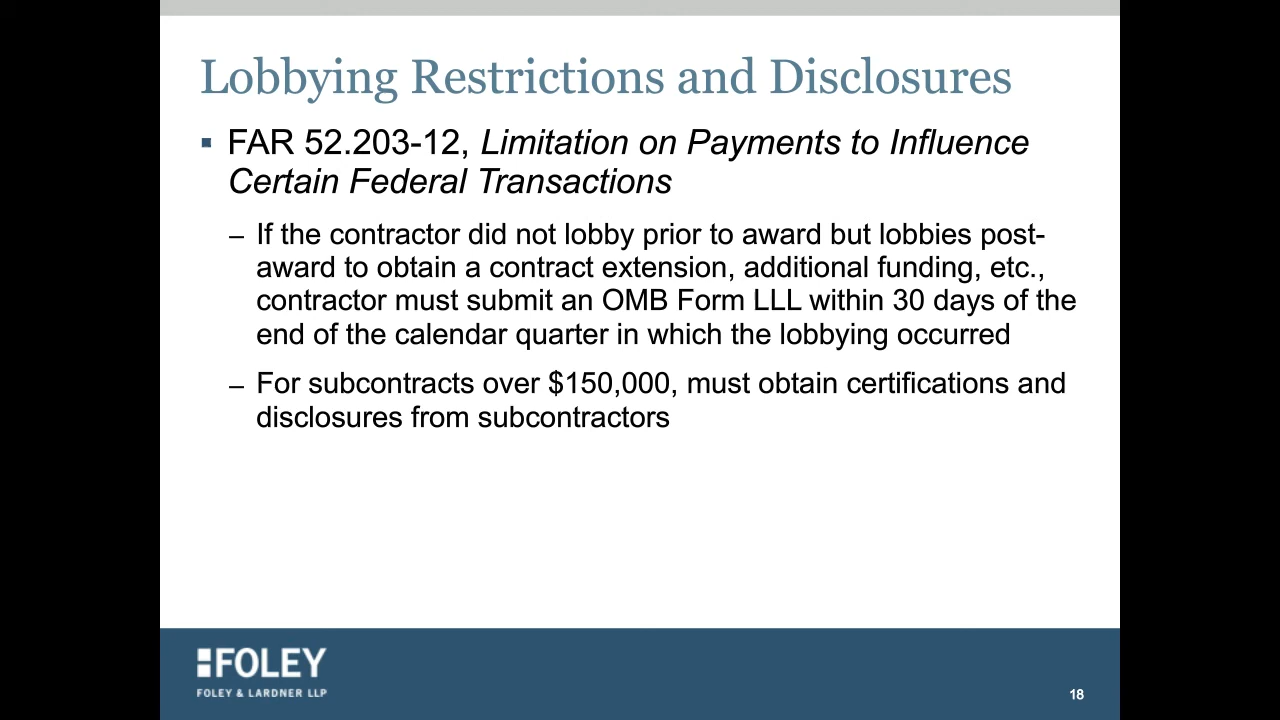 Lobbying Restrictions and Disclosures
▪ FAR 52.203-12, Limitation on Payments to Influence
Certain Federal Transactions
– If the contractor did not lobby prior to award but lobbies post-
award to obtain a contract extension, additional funding, etc.,
contractor must submit an OMB Form LLL within 30 days of the
end of the calendar quarter in which the lobbying occurred
– For subcontracts over $150,000, must obtain certifications and
disclosures from subcontractors
FOLEY
FOLEY & LARDNER LLP
18